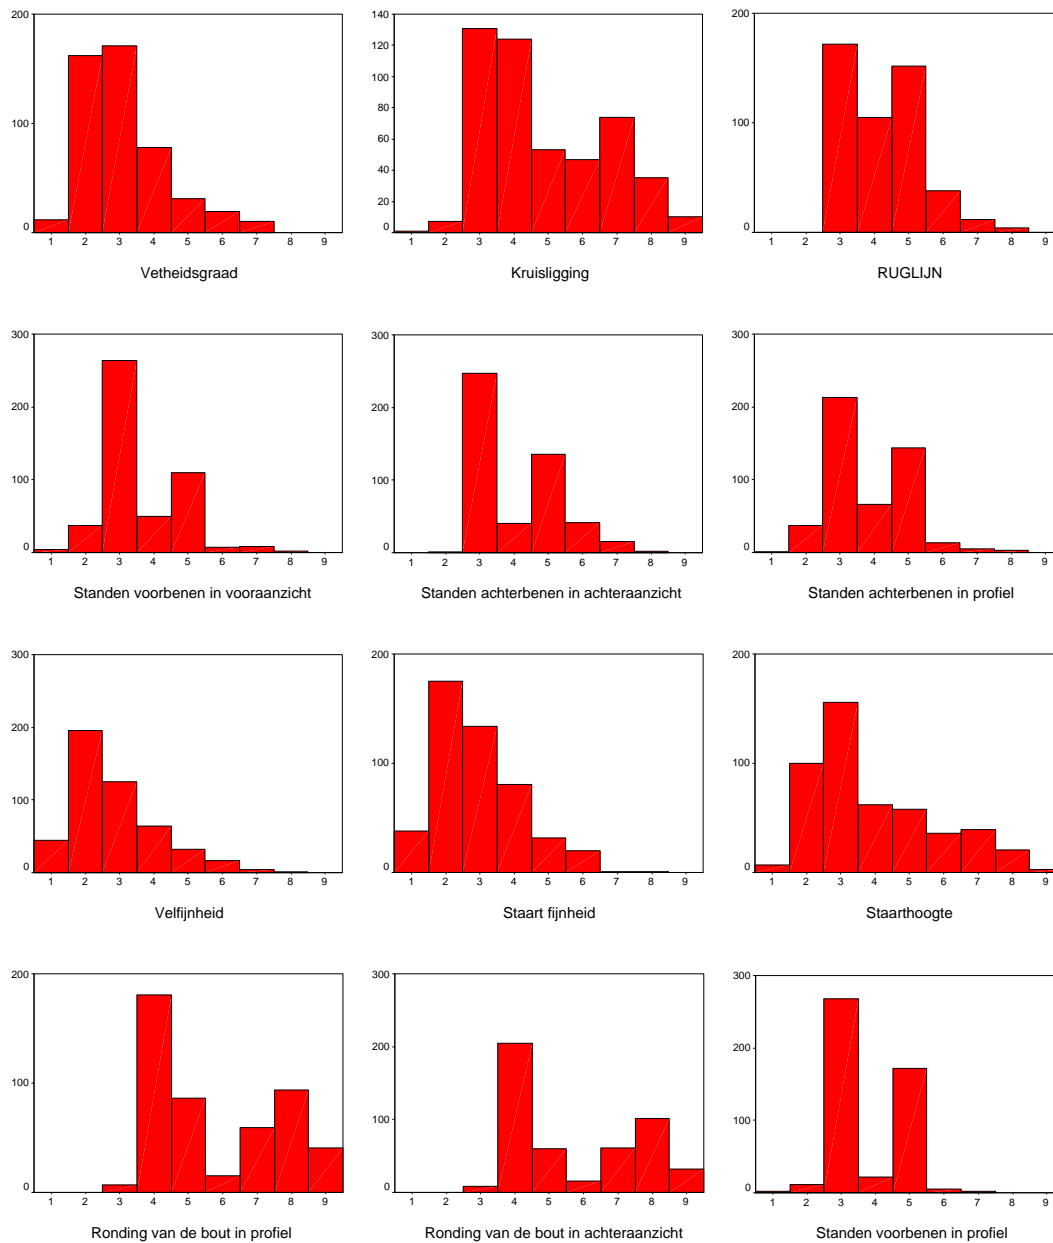 200
100
0
1 2 3 4 5 6 7 8 9
Vetheidsgraad
140
120
100
80
60
40
20
0
1 2 3 4 5 6 7 8 9
Kruisligging
200
100
0
1 2 3 4 5 6 7 8 9
RUGLIJN
300
200
100
0
1 2 3 4 5 6 7 8 9
Standen voorbenen in vooraanzicht
300
200
100
0
1 2 3 4 5 6 7 8 9
Standen achterbenen in achteraanzicht
300
200
100
0
1 2 3 4 5 6 7 8 9
Standen achterbenen in profiel
300
200
100
0
1 2 3 4 5 6 7 8 9
Velfijnheid
200
100
0
1 2 3 4 5 6 7 8 9
Staart fijnheid
200
100
0
1 2 3 4 5 6 7 8 9
Staarthoogte
200
100
0
1 2 3 4 5 6 7 8 9
Ronding van de bout in profiel
300
200
100
0
1 2 3 4 5 6 7 8 9
Ronding van de bout in achteraanzicht
300
200
100
0
1 2 3 4 5 6 7 8 9
Standen voorbenen in profiel